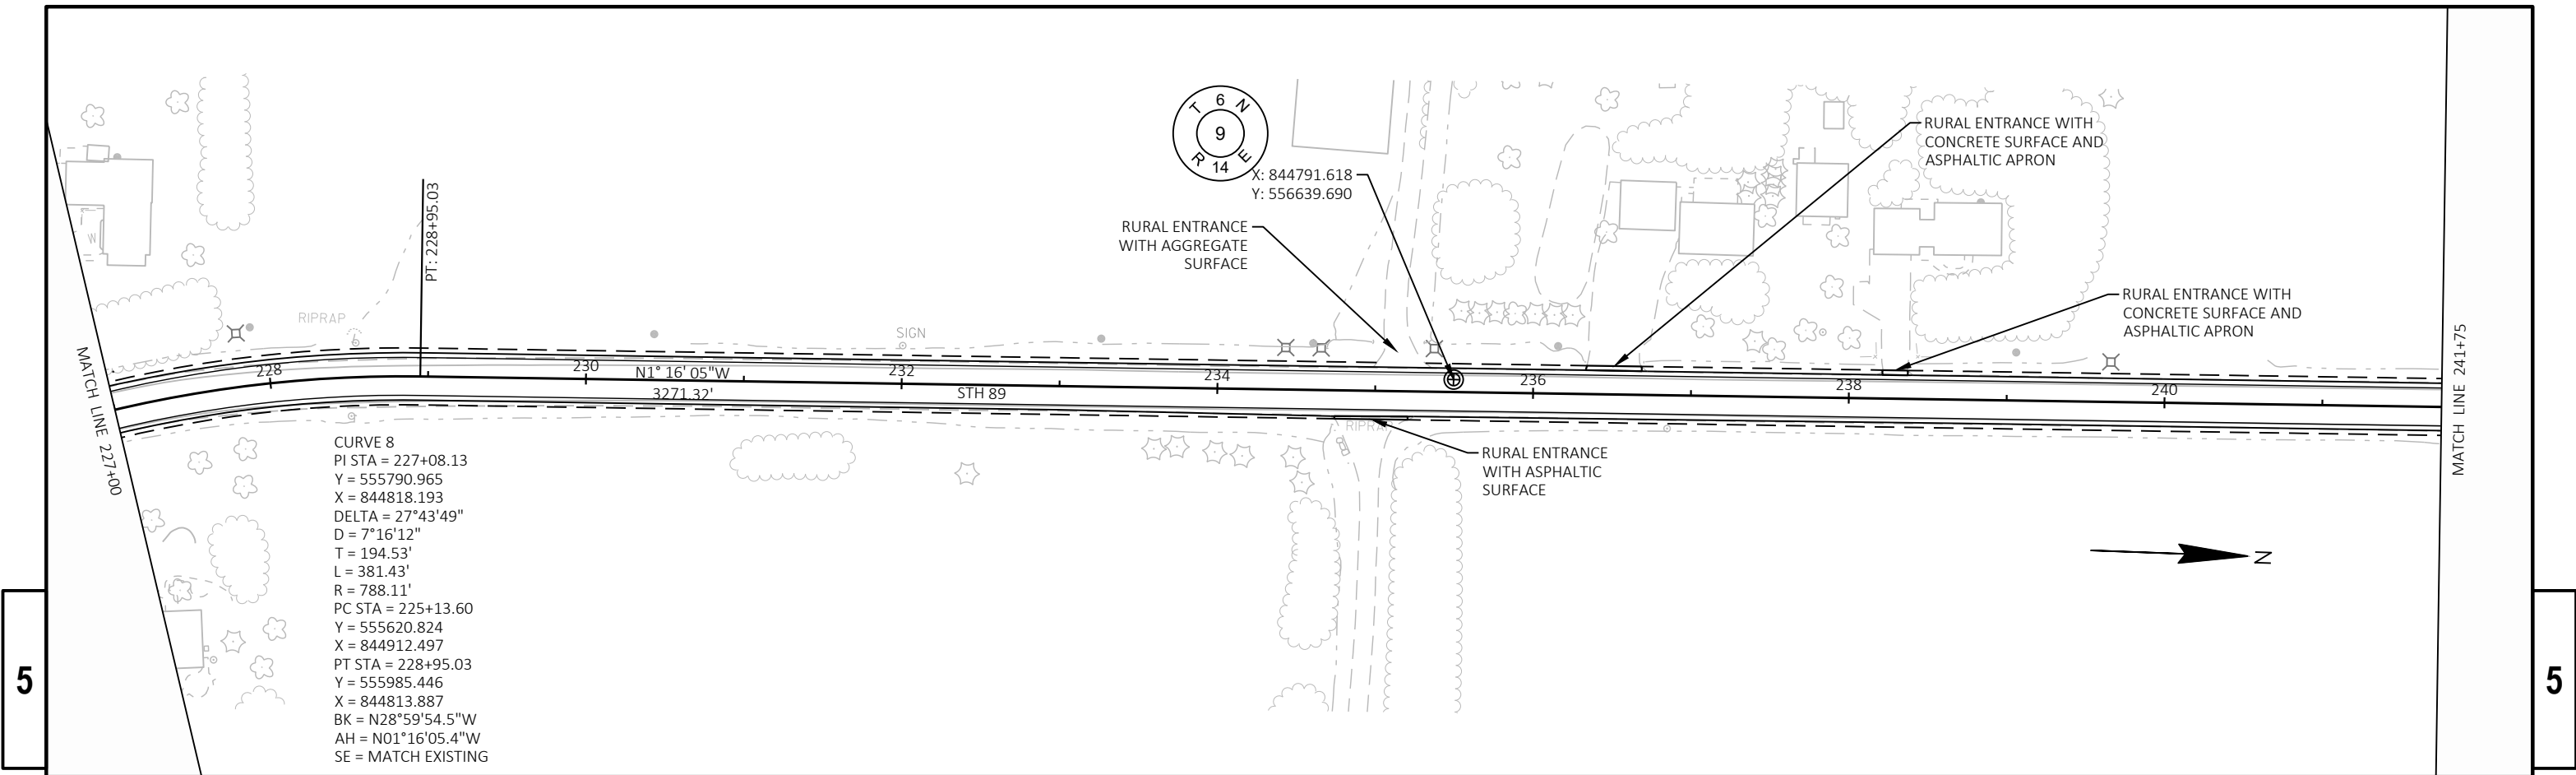 T 6 N
9
R 14 E
X: 844791.618
Y: 556639.690
RURAL ENTRANCE
WITH AGGREGATE
SURFACE
RURAL ENTRANCE WITH
CONCRETE SURFACE AND
ASPHALTIC APRON
RURAL ENTRANCE WITH
CONCRETE SURFACE AND
ASPHALTIC APRON
PT: 228+95.03
W
RIPRAP
SIGN
MATCH LINE 227+00
228
230
N1° 16' 05"W
3271.32'
232
STH 89
234
236
238
240
MATCH LINE 241+75
RIPRAP
RURAL ENTRANCE
WITH ASPHALTIC
SURFACE
CURVE 8
PI STA = 227+08.13
Y = 555790.965
X = 844818.193
DELTA = 27°43'49"
D = 7°16'12"
T = 194.53'
L = 381.43'
R = 788.11'
PC STA = 225+13.60
Y = 555620.824
X = 844912.497
PT STA = 228+95.03
Y = 555985.446
X = 844813.887
BK = N28°59'54.5"W
AH = N01°16'05.4"W
SE = MATCH EXISTING
N
5
5